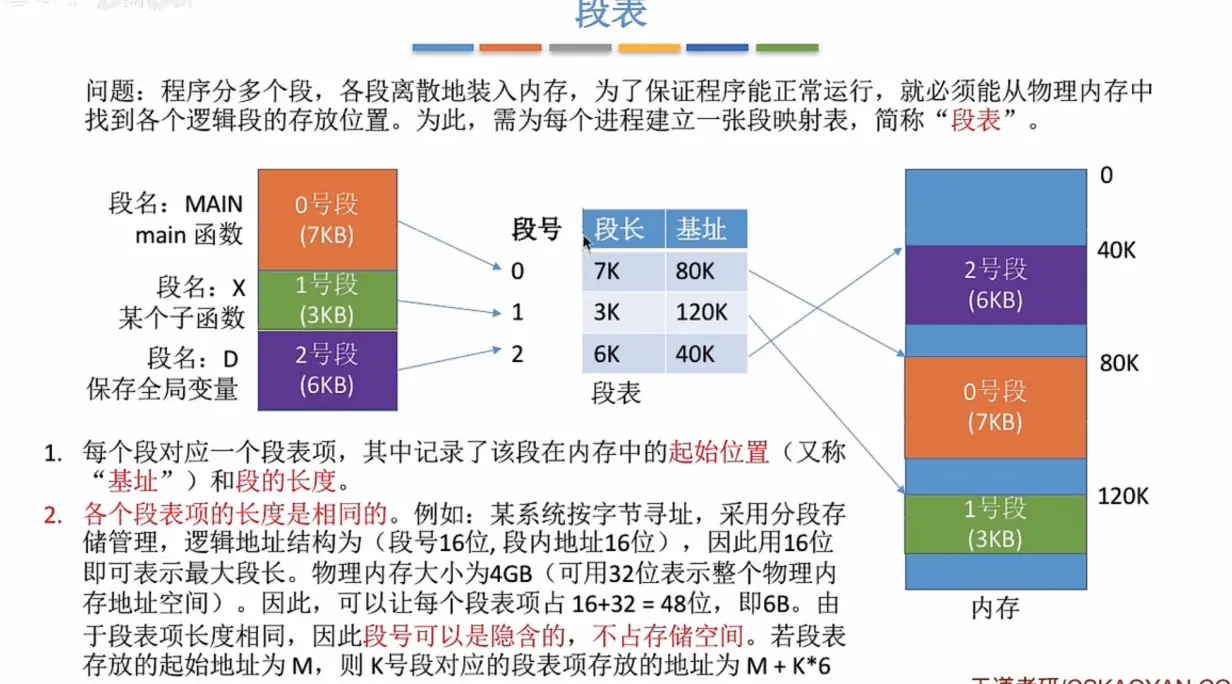 段表
问题：程序分多个段，各段离散地装入内存，为了保证程序能正常运行，就必须能从物理内存中
找到各个逻辑段的存放位置。为此，需为每个进程建立一张段映射表，简称“段表”。
段名：MAIN
main 函数
0号段
(7KB)
段名：X
某个子函数
1号段
(3KB)
段名：D
保存全局变量
2号段
(6KB)
段号 段长 基址
0 7K 80K
1 3K 120K
2 6K 40K
段表
0
40K
2号段
(6KB)
80K
0号段
(7KB)
120K
1号段
(3KB)
内存
1. 每个段对应一个段表项，其中记录了该段在内存中的起始位置（又称
“基址”）和段的长度。
2. 各个段表项的长度是相同的。例如：某系统按字节寻址，采用分段存
储管理，逻辑地址结构为（段号16位, 段内地址16位），因此用16位
即可表示最大段长。物理内存大小为4GB（可用32位表示整个物理内
存地址空间）。因此，可以让每个段表项占 16+32 = 48位，即6B。由
于段表项长度相同，因此段号可以是隐含的，不占存储空间。若段表
存放的起始地址为 M，则 K号段对应的段表项存放的地址为 M + K*6